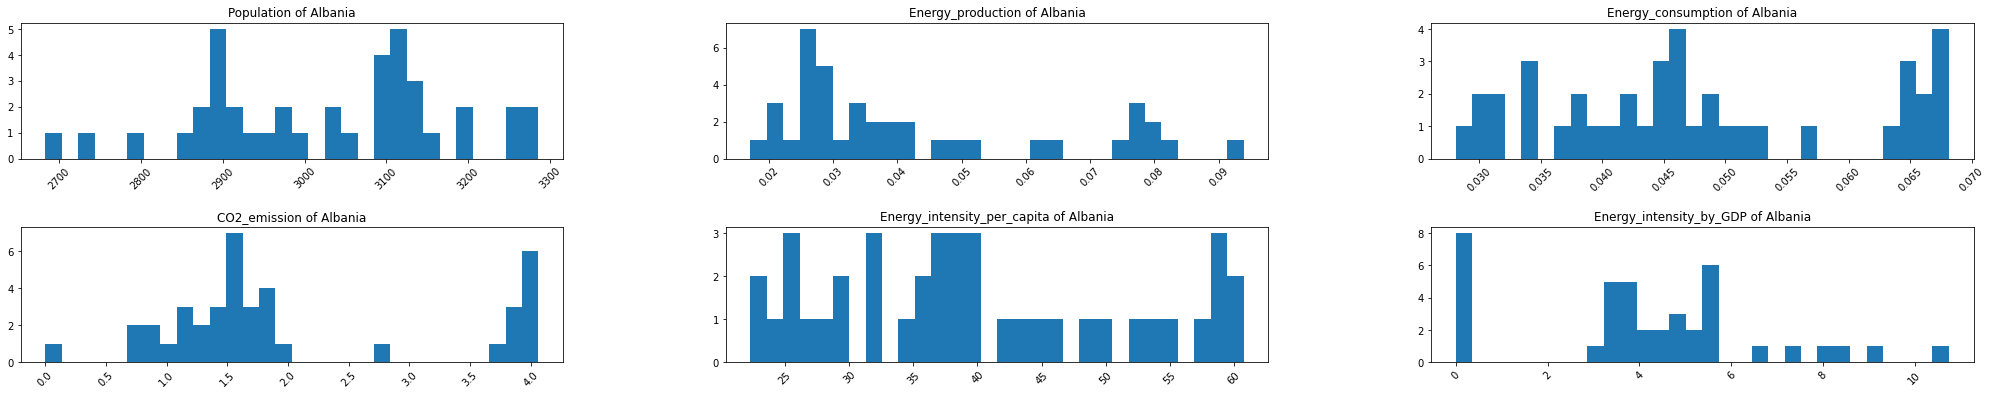 Population of Albania
5
4
3
2
1
0
2700 2800 2900 3000 3100 3200 3300
Energy_production of Albania
6
4
2
0
0.02 0.03 0.04 0.05 0.06 0.07 0.08 0.09
Energy_consumption of Albania
4
3
2
1
0
0.030 0.035 0.040 0.045 0.050 0.055 0.060 0.065 0.070
CO2_emission of Albania
6
4
2
0
0.0 0.5 1.0 1.5 2.0 2.5 3.0 3.5 4.0
Energy_intensity_per_capita of Albania
3
2
1
0
25 30 35 40 45 50 55 60
Energy_intensity_by_GDP of Albania
8
6
4
2
0
0 2 4 6 8 10